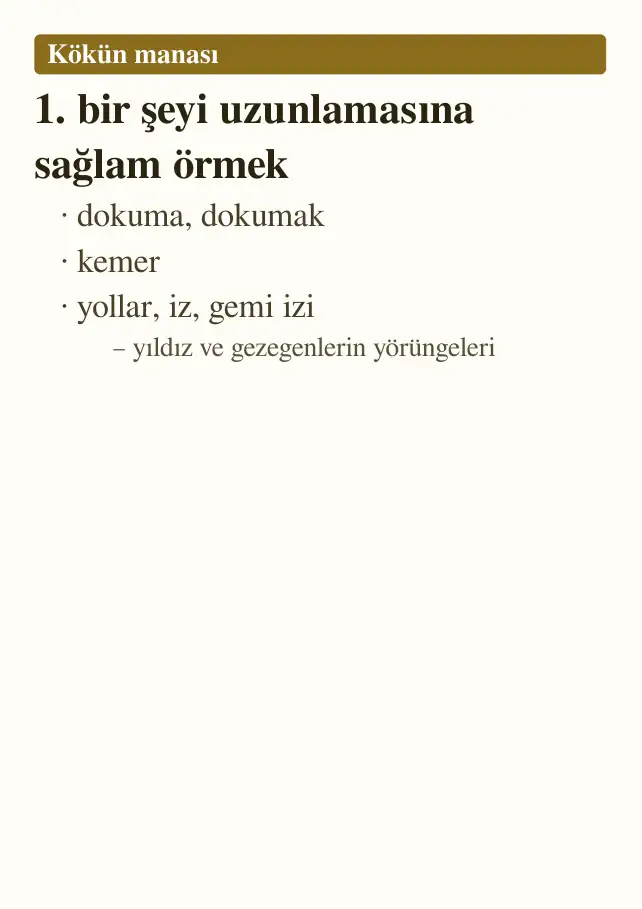 Kökün manası
1. bir şeyi uzunlamasına
sağlam örmek
· dokuma, dokumak
· kemer
· yollar, iz, gemi izi
– yıldız ve gezegenlerin yörüngeleri